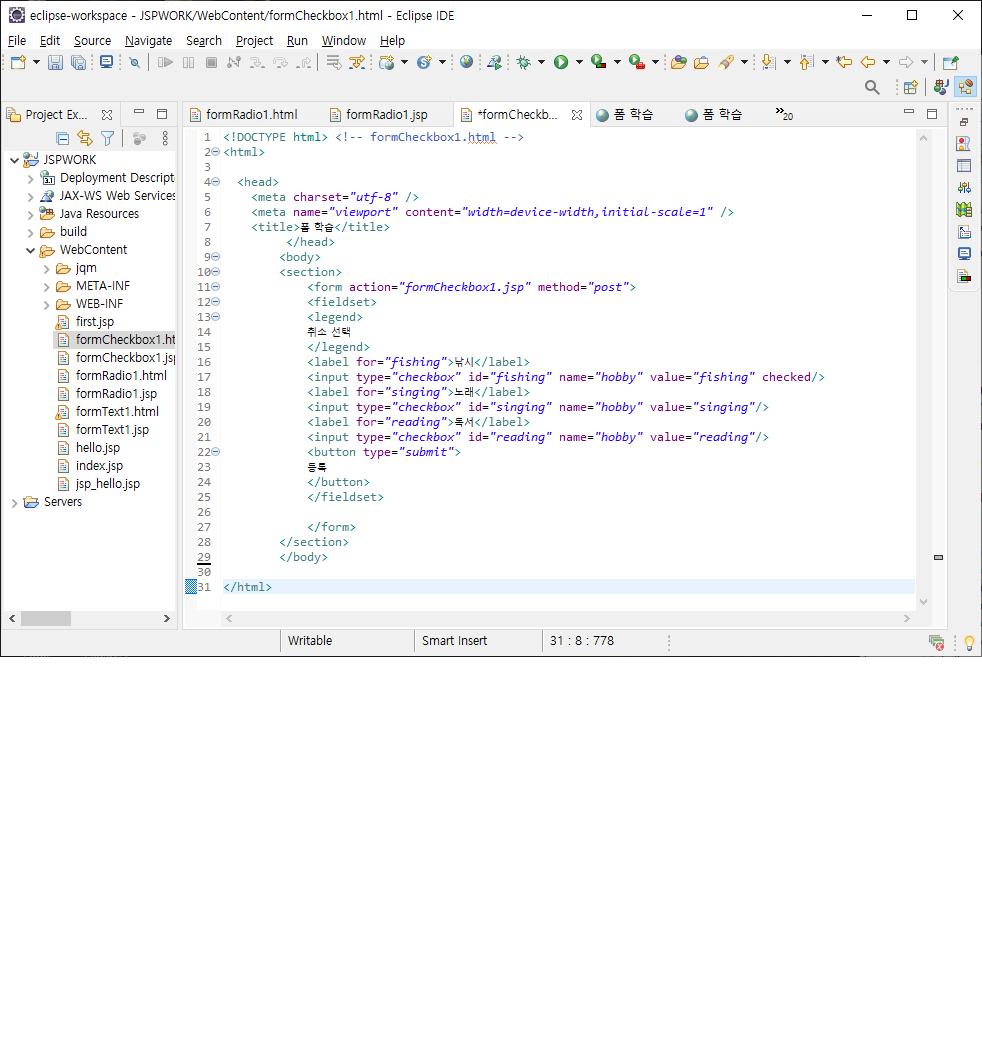 eclipse-workspace - JSPWORK/WebContent/formCheckbox1.html - Eclipse IDE
File Edit Source Navigate Search Project Run Window Help
Project Ex...
formRadio1.html
formRadio1.jsp
*formCheckb...
폼 학습
폼 학습
»20
JSPWORK
Deployment Descript
JAX-WS Web Services
Java Resources
build
WebContent
jqm
META-INF
WEB-INF
first.jsp
formCheckbox1.ht
formCheckbox1.jsp
formRadio1.html
formRadio1.jsp
formText1.html
formText1.jsp
hello.jsp
index.jsp
jsp_hello.jsp
Servers
1 <!DOCTYPE html> <!-- formCheckbox1.html -->
2 <html>
3
4 <head>
5 <meta charset="utf-8" />
6 <meta name="viewport" content="width=device-width,initial-scale=1" />
7 <title>폼 학습</title>
8 </head>
9 <body>
10 <section>
11 <form action="formCheckbox1.jsp" method="post">
12 <fieldset>
13 <legend>
14 취소 선택
15 </legend>
16 <label for="fishing">낚시</label>
17 <input type="checkbox" id="fishing" name="hobby" value="fishing" checked/>
18 <label for="singing">노래</label>
19 <input type="checkbox" id="singing" name="hobby" value="singing"/>
20 <label for="reading">독서</label>
21 <input type="checkbox" id="reading" name="hobby" value="reading"/>
22 <button type="submit">
23 등록
24 </button>
25 </fieldset>
26
27 </form>
28 </section>
29 </body>
30
31 </html>
Writable
Smart Insert
31 : 8 : 778